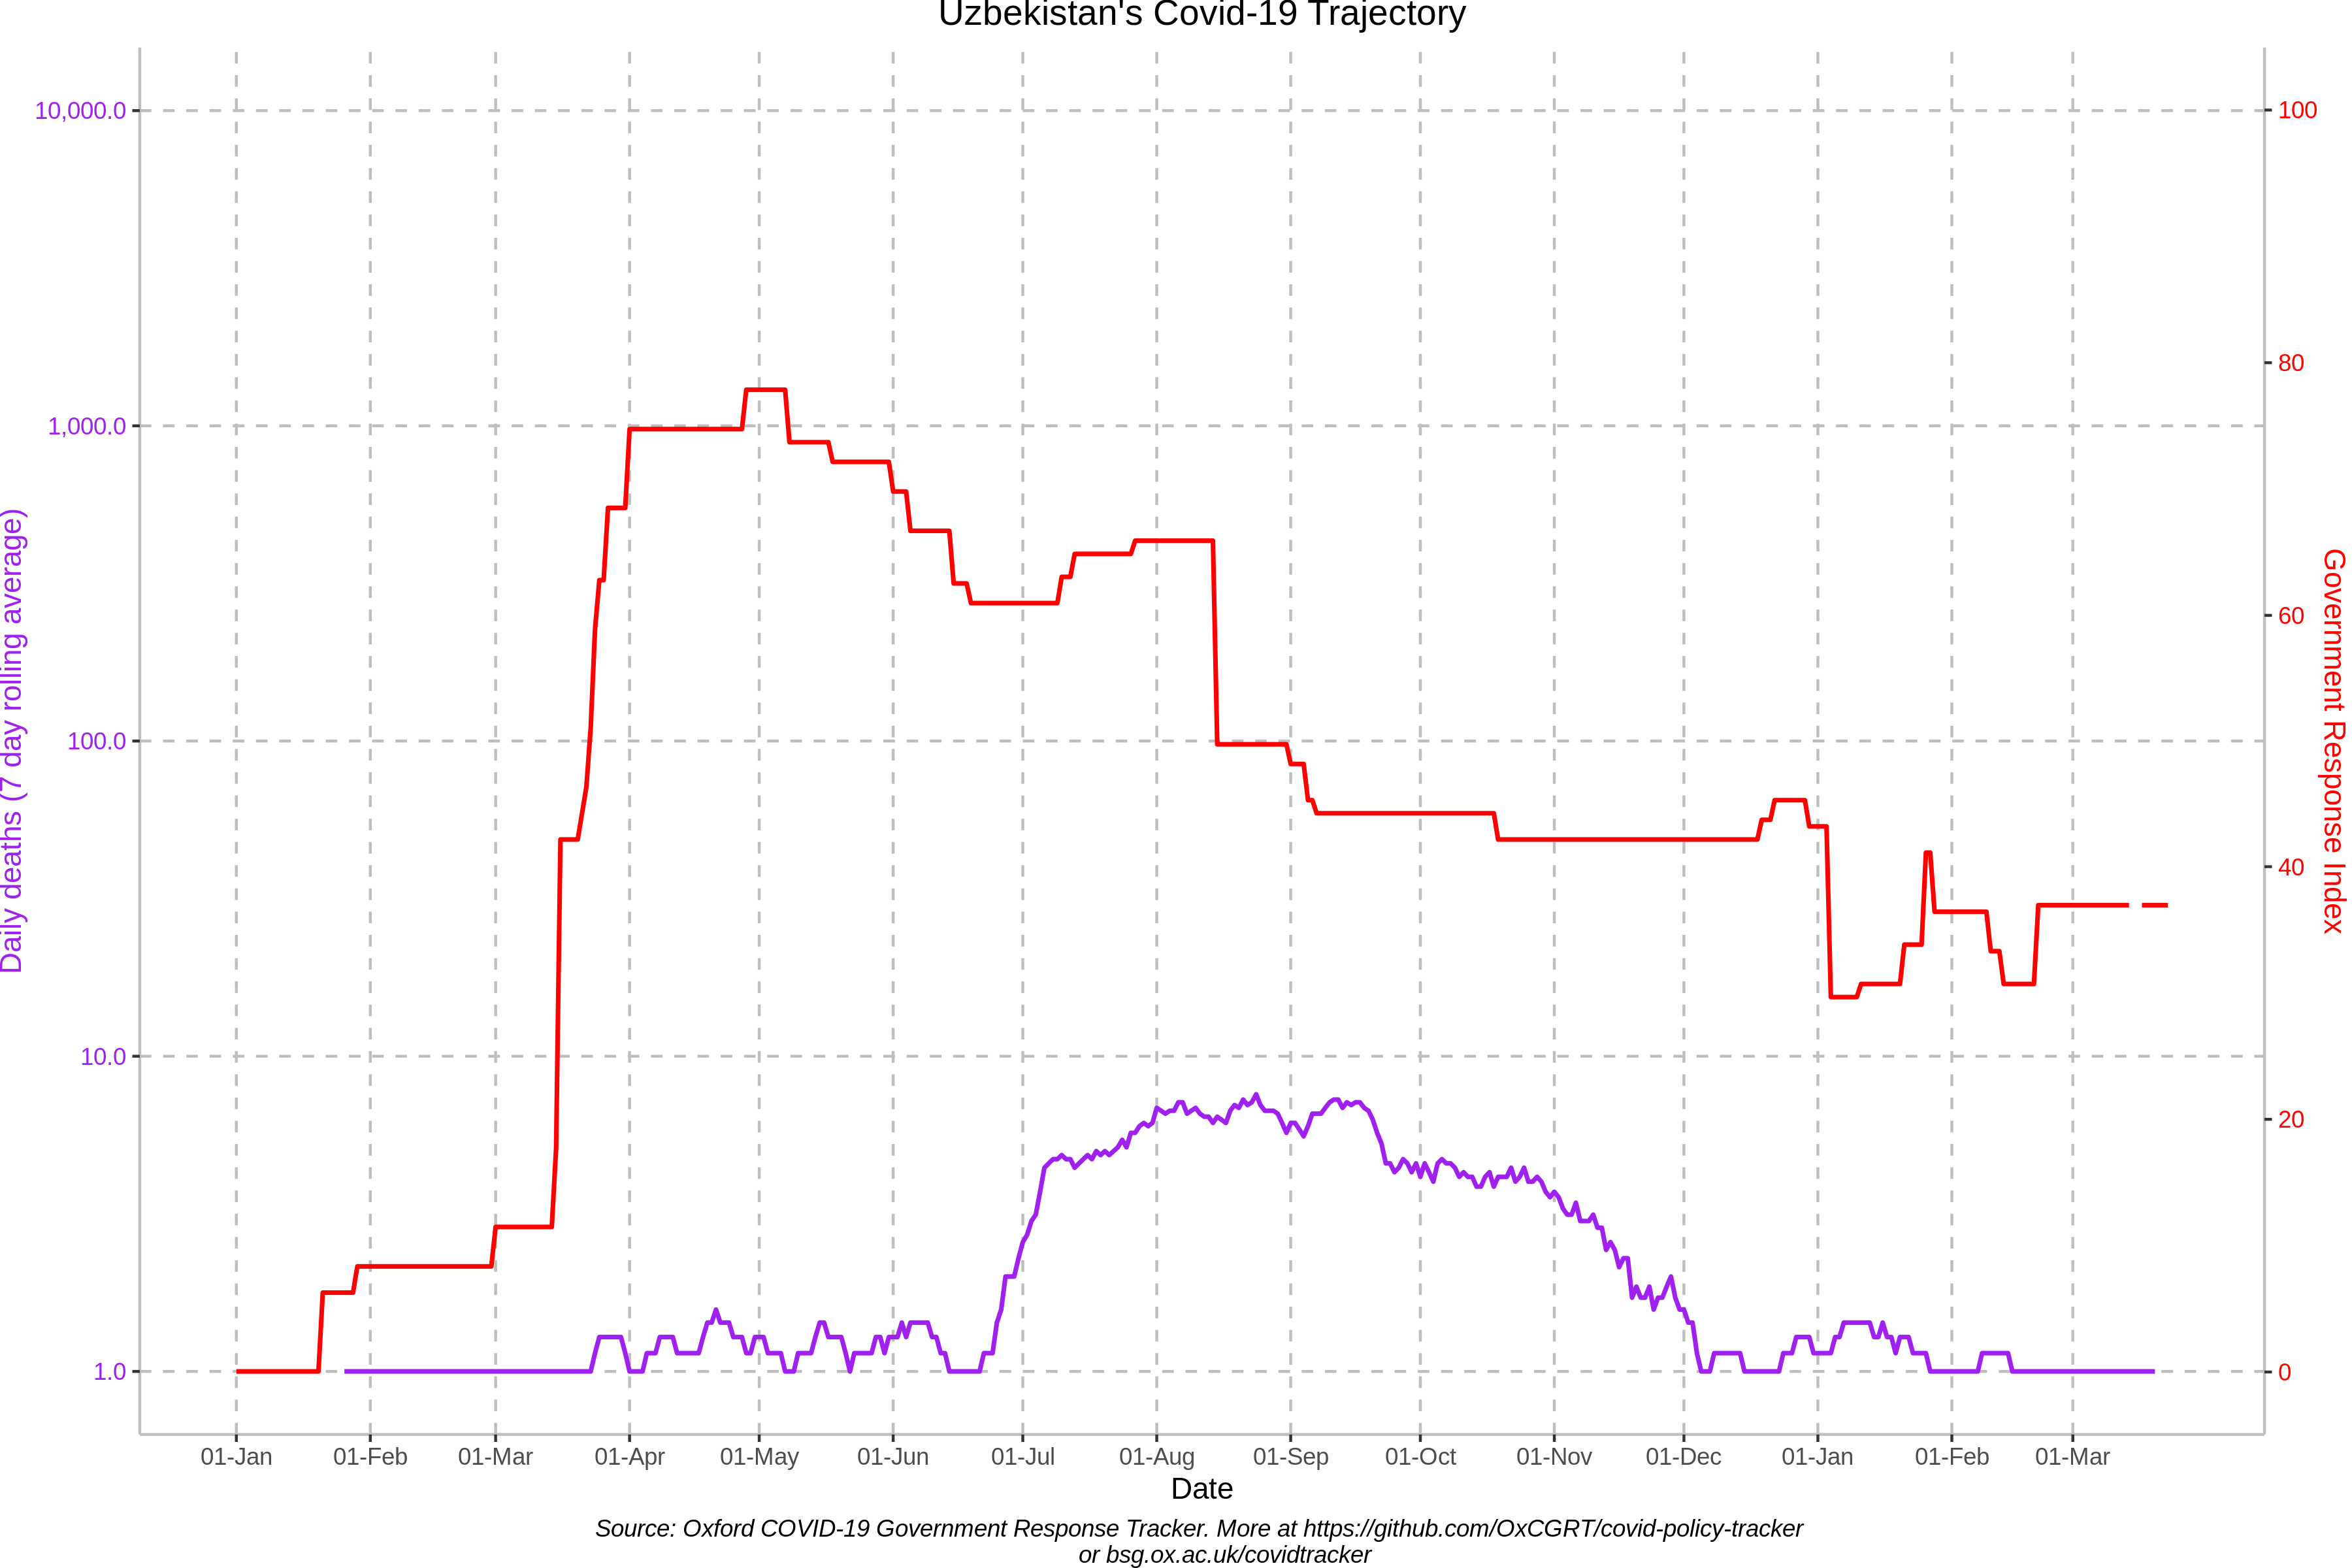 Uzbekistan's Covid-19 Trajectory
Daily deaths (7 day rolling average)
10,000.0
1,000.0
100.0
10.0
1.0
100
80
60
40
20
0
Government Response Index
01-Jan 01-Feb 01-Mar 01-Apr 01-May 01-Jun 01-Jul 01-Aug 01-Sep 01-Oct 01-Nov 01-Dec 01-Jan 01-Feb 01-Mar
Date
Source: Oxford COVID-19 Government Response Tracker. More at https://github.com/OxCGRT/covid-policy-tracker
or bsg.ox.ac.uk/covidtracker